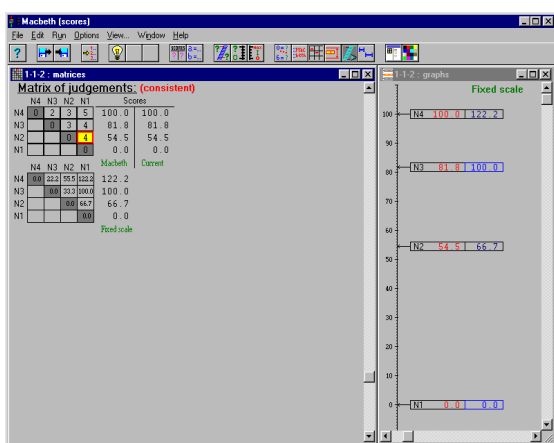 Macbeth (scores)
File Edit Run Options View... Window Help
1-1-2 : matrices
Matrix of judgements: (consistent)
N4 N3 N2 N1 Scores
N4 0 2 3 5 100.0 100.0
N3 0 3 4 81.8 81.8
N2 0 4 54.5 54.5
N1 0 0.0 0.0
Macbeth Current
N4 N3 N2 N1
N4 0.0 22.2 55.5 122.2 122.2
N3 0.0 33.3 100.0 100.0
N2 0.0 66.7 66.7
N1 0.0 0.0
Fixed scale
1-1-2 : graphs
Fixed scale
100 N4 100.0 122.2
90
80 N3 81.8 100.0
70
60
50 N2 54.5 66.7
40
30
20
10
0 N1 0.0 0.0